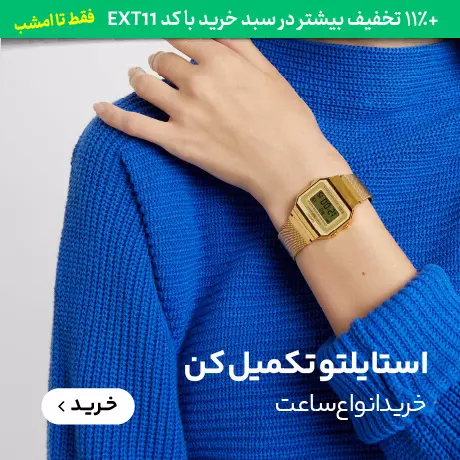 +۱۱٪ تخفیف بیشتر در سبد خرید با کد EXT11 فقط تا امشب
استایلتو تکمیل کن
خرید انواع ساعت
خرید >